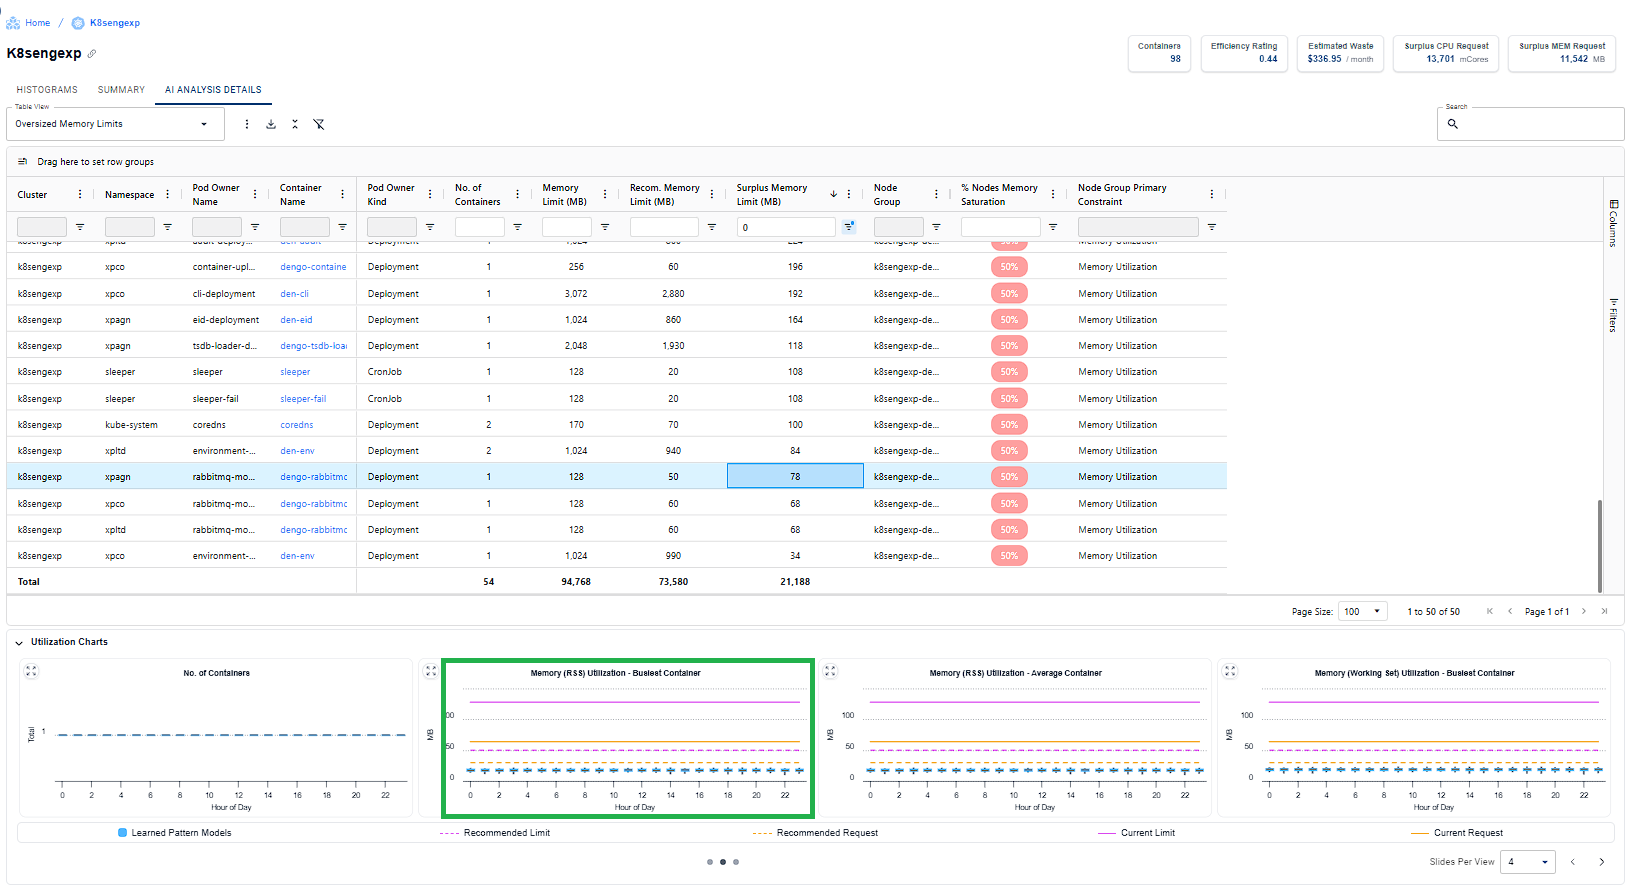 Home / K8sengexp
K8sengexp
Containers 98
Efficiency Rating 0.44
Estimated Waste $336.95 / month
Surplus CPU Request 13,701 mCores
Surplus MEM Request 11,542 MB
HISTOGRAMS SUMMARY AI ANALYSIS DETAILS
Table View
Oversized Memory Limits
Search
Drag here to set row groups
Cluster Namespace Pod Owner Name Container Name Pod Owner Kind No. of Containers Memory Limit (MB) Recom. Memory Limit (MB) Surplus Memory Limit (MB) Node Group % Nodes Memory Saturation Node Group Primary Constraint
0
Columns
Filters
k8sengexp xpco container-upl... dengo-containe Deployment 1 256 60 196 k8sengexp-de... 50% Memory Utilization
k8sengexp xpco cli-deployment den-cli Deployment 1 3,072 2,880 192 k8sengexp-de... 50% Memory Utilization
k8sengexp xpagn eid-deployment den-eid Deployment 1 1,024 860 164 k8sengexp-de... 50% Memory Utilization
k8sengexp xpagn tsdb-loader-d... dengo-tsdb-loa Deployment 1 2,048 1,930 118 k8sengexp-de... 50% Memory Utilization
k8sengexp sleeper sleeper sleeper CronJob 1 128 20 108 k8sengexp-de... 50% Memory Utilization
k8sengexp sleeper sleeper-fail sleeper-fail CronJob 1 128 20 108 k8sengexp-de... 50% Memory Utilization
k8sengexp kube-system coredns coredns Deployment 2 170 70 100 k8sengexp-de... 50% Memory Utilization
k8sengexp xpltd environment-... den-env Deployment 2 1,024 940 84 k8sengexp-de... 50% Memory Utilization
k8sengexp xpagn rabbitmq-mo... dengo-rabbitmc Deployment 1 128 50 78 k8sengexp-de... 50% Memory Utilization
k8sengexp xpco rabbitmq-mo... dengo-rabbitmc Deployment 1 128 60 68 k8sengexp-de... 50% Memory Utilization
k8sengexp xpltd rabbitmq-mo... dengo-rabbitmc Deployment 1 128 60 68 k8sengexp-de... 50% Memory Utilization
k8sengexp xpco environment-... den-env Deployment 1 1,024 990 34 k8sengexp-de... 50% Memory Utilization
Total 54 94,768 73,580 21,188
Page Size: 100 1 to 50 of 50 Page 1 of 1
Utilization Charts
No. of Containers
Total
1
0 2 4 6 8 10 12 14 16 18 20 22
Hour of Day
Memory (RSS) Utilization - Busiest Container
MB
00
50
0
0 2 4 6 8 10 12 14 16 18 20 22
Hour of Day
Memory (RSS) Utilization - Average Container
MB
100
50
0
0 2 4 6 8 10 12 14 16 18 20 22
Hour of Day
Memory (Working Set) Utilization - Busiest Container
MB
100
50
0
0 2 4 6 8 10 12 14 16 18 20 22
Hour of Day
Learned Pattern Models Recommended Limit Recommended Request Current Limit Current Request
Slides Per View 4